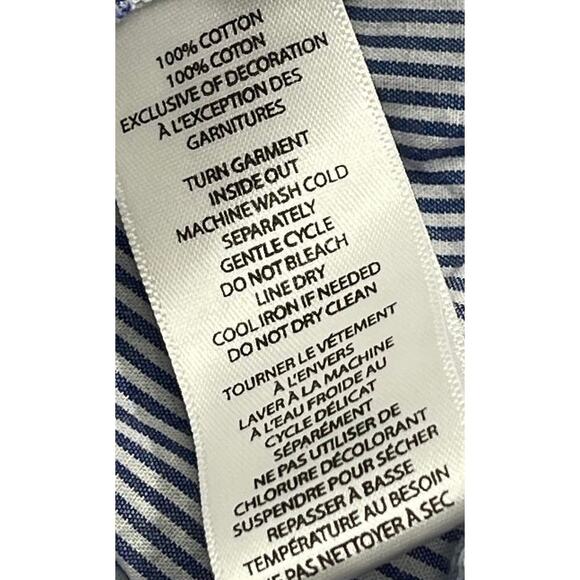 100% COTTON
100% COTON
EXCLUSIVE OF DECORATION
À L'EXCEPTION DES
GARNITURES
TURN GARMENT
INSIDE OUT
MACHINE WASH COLD
SEPARATELY
GENTLE CYCLE
DO NOT BLEACH
LINE DRY
COOL IRON IF NEEDED
DO NOT DRY CLEAN
TOURNER LE VÉTEMENT
À L'ENVERS
LAVER À LA MACHINE
À L'EAU FROIDE AU
CYCLE DÉLICAT
SÉPARÉMENT
NE PAS UTILISER DE
CHLORURE DÉCOLORANT
SUSPENDRE POUR SÉCHER
REPASSER À BASSE
TEMPÉRATURE AU BESOIN
NE PAS NETTOYER À SEC